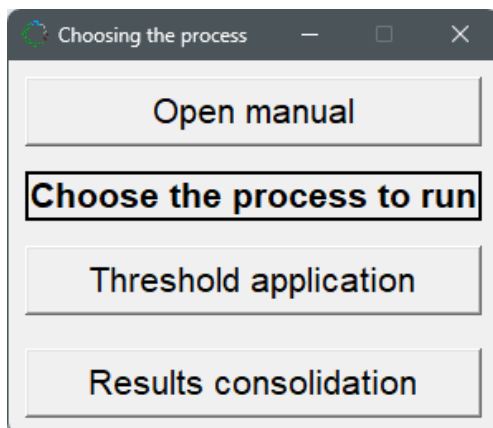 Choosing the process
Open manual
Choose the process to run
Threshold application
Results consolidation